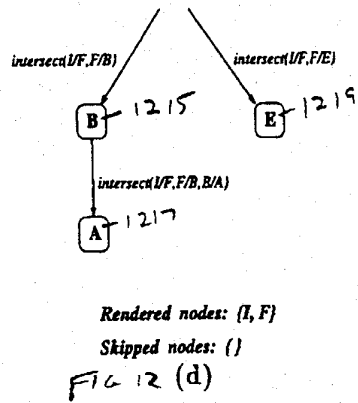 intersect(I/F,F/B)
intersect(I/F,F/E)
B 1215
E 1219
intersect(I/F,F/B,B/A)
A 1217
Rendered nodes: {I, F}
Skipped nodes: { }
FIG 12 (d)